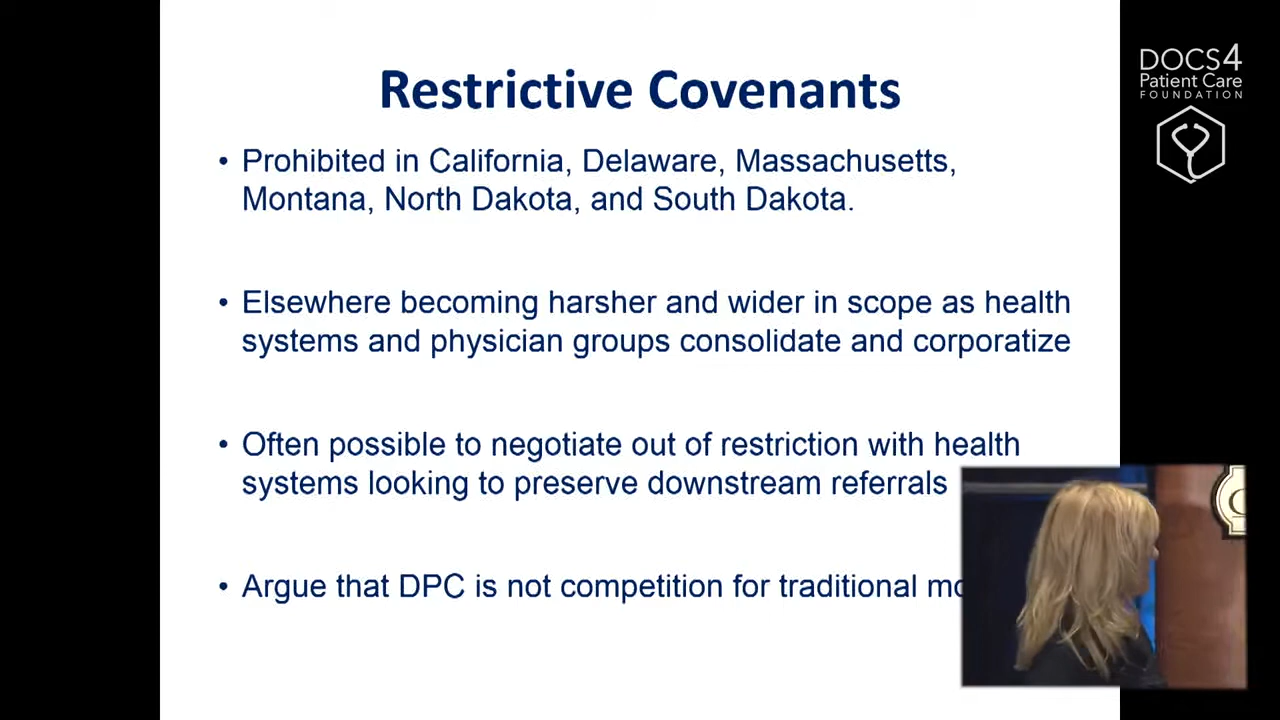 Restrictive Covenants
• Prohibited in California, Delaware, Massachusetts,
Montana, North Dakota, and South Dakota.
• Elsewhere becoming harsher and wider in scope as health
systems and physician groups consolidate and corporatize
• Often possible to negotiate out of restriction with health
systems looking to preserve downstream referrals
• Argue that DPC is not competition for traditional
DOCS4
Patient Care
FOUNDATION